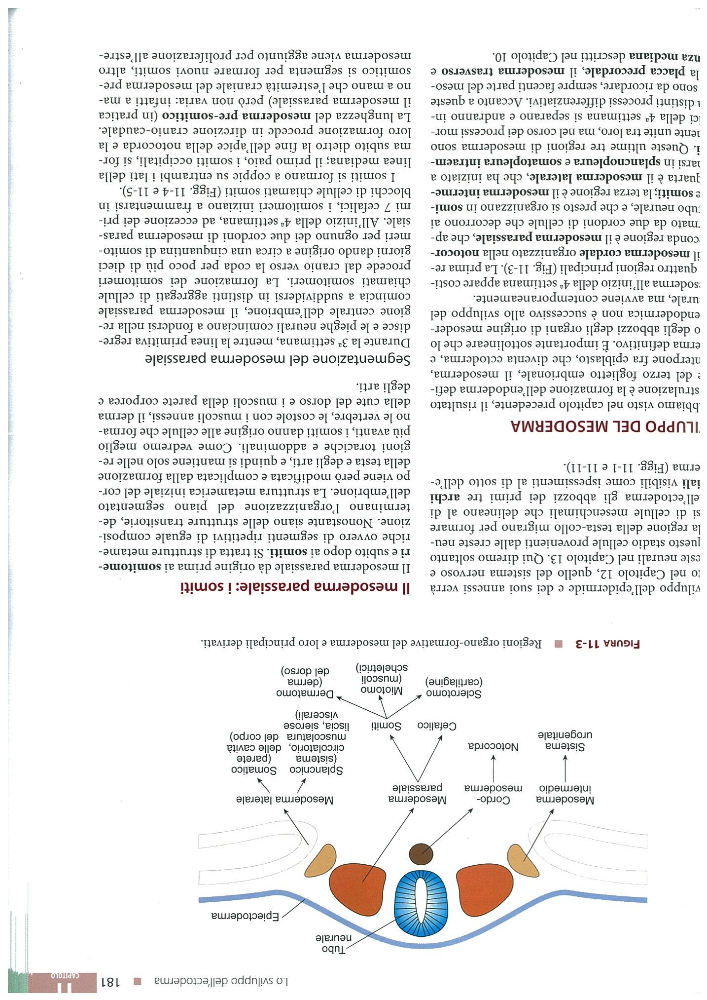 Lo sviluppo dell'ectoderma ■ 181
CAPITOLO
11
Tubo
neurale
Epiectoderma
Mesoderma
intermedio
Sistema
urogenitale
Cordo-
mesoderma
Notocorda
Mesoderma
parassiale
Cefalico
Somiti
Sclerotomo
(cartilagine)
Miotomo
(muscoli
scheletrici)
Dermatomo
(derma
del dorso)
Mesoderma laterale
Splancnico
(sistema
circolatorio,
muscolatura
liscia, sierose
viscerali)
Somatico
(parete
delle cavità
del corpo)
FIGURA 11-3 ■ Regioni organo-formative del mesoderma e loro principali derivati.
viluppo dell'epidermide e dei suoi annessi verrà
to nel Capitolo 12, quello del sistema nervoso e
este neurali nel Capitolo 13. Qui diremo soltanto
questo stadio cellule provenienti dalle creste neu-
la regione della testa-collo migrano per formare
si di cellule mesenchimali che delineano al di
ell'ectoderma gli abbozzi dei primi tre archi
iali visibili come ispessimenti al di sotto dell'e-
erma (Figg. 11-1 e 11-11).
ILUPPO DEL MESODERMA
bbiamo visto nel capitolo precedente, il risultato
strulazione è la formazione dell'endoderma defi-
e del terzo foglietto embrionale, il mesoderma,
nterpone fra epiblasto, che diventa ectoderma, e
erma definitivo. È importante sottolineare che lo
o degli abbozzi degli organi di origine mesoder-
endodermica non è successivo allo sviluppo del
urale, ma avviene contemporaneamente.
esoderma all'inizio della 4ª settimana appare costi-
quattro regioni principali (Fig. 11-3). La prima re-
il mesoderma cordale organizzato nella notocor-
conda regione è il mesoderma parassiale, che ap-
rmato da due cordoni di cellule che decorrono ai
tubo neurale, e che presto si organizzano in somi-
e somiti; la terza regione è il mesoderma interme-
quarta è il mesoderma laterale, che ha iniziato a
narsi in splancnopleura e somatopleura intraem-
i. Queste ultime tre regioni di mesoderma sono
nente unite tra loro, ma nel corso dei processi mor-
ici della 4ª settimana si separano e andranno in-
a distinti processi differenziativi. Accanto a queste
sono da ricordare, sempre facenti parte del meso-
la placca precordale, il mesoderma trasverso e
nza mediana descritti nel Capitolo 10.
Il mesoderma parassiale: i somiti
Il mesoderma parassiale dà origine prima ai somitome-
ri e subito dopo ai somiti. Si tratta di strutture metame-
riche ovvero di segmenti ripetitivi di eguale composi-
zione. Nonostante siano delle strutture transitorie, de-
terminano l'organizzazione del piano segmentato
dell'embrione. La struttura metamerica iniziale del cor-
po viene però modificata e complicata dalla formazione
della testa e degli arti, e quindi si mantiene solo nelle re-
gioni toraciche e addominali. Come vedremo meglio
più avanti, i somiti danno origine alle cellule che forma-
no le vertebre, le costole con i muscoli annessi, il derma
della cute del dorso e i muscoli della parete corporea e
degli arti.
Segmentazione del mesoderma parassiale
Durante la 3ª settimana, mentre la linea primitiva regre-
disce e le pieghe neurali cominciano a fondersi nella re-
gione centrale dell'embrione, il mesoderma parassiale
comincia a suddividersi in distinti aggregati di cellule
chiamati somitomeri. La formazione dei somitomeri
procede dal cranio verso la coda per poco più di dieci
giorni dando origine a circa una cinquantina di somito-
meri per ognuno dei due cordoni di mesoderma paras-
siale. All'inizio della 4ª settimana, ad eccezione dei pri-
mi 7 cefalici, i somitomeri iniziano a frammentarsi in
blocchi di cellule chiamati somiti (Figg. 11-4 e 11-5).
I somiti si formano a coppie su entrambi i lati della
linea mediana; il primo paio, i somiti occipitali, si for-
ma subito dietro la fine dell'apice della notocorda e la
loro formazione procede in direzione cranio-caudale.
La lunghezza del mesoderma pre-somitico (in pratica
il mesoderma parassiale) però non varia: infatti a ma-
no a mano che l'estremità craniale del mesoderma pre-
somitico si segmenta per formare nuovi somiti, altro
mesoderma viene aggiunto per proliferazione all'estre-